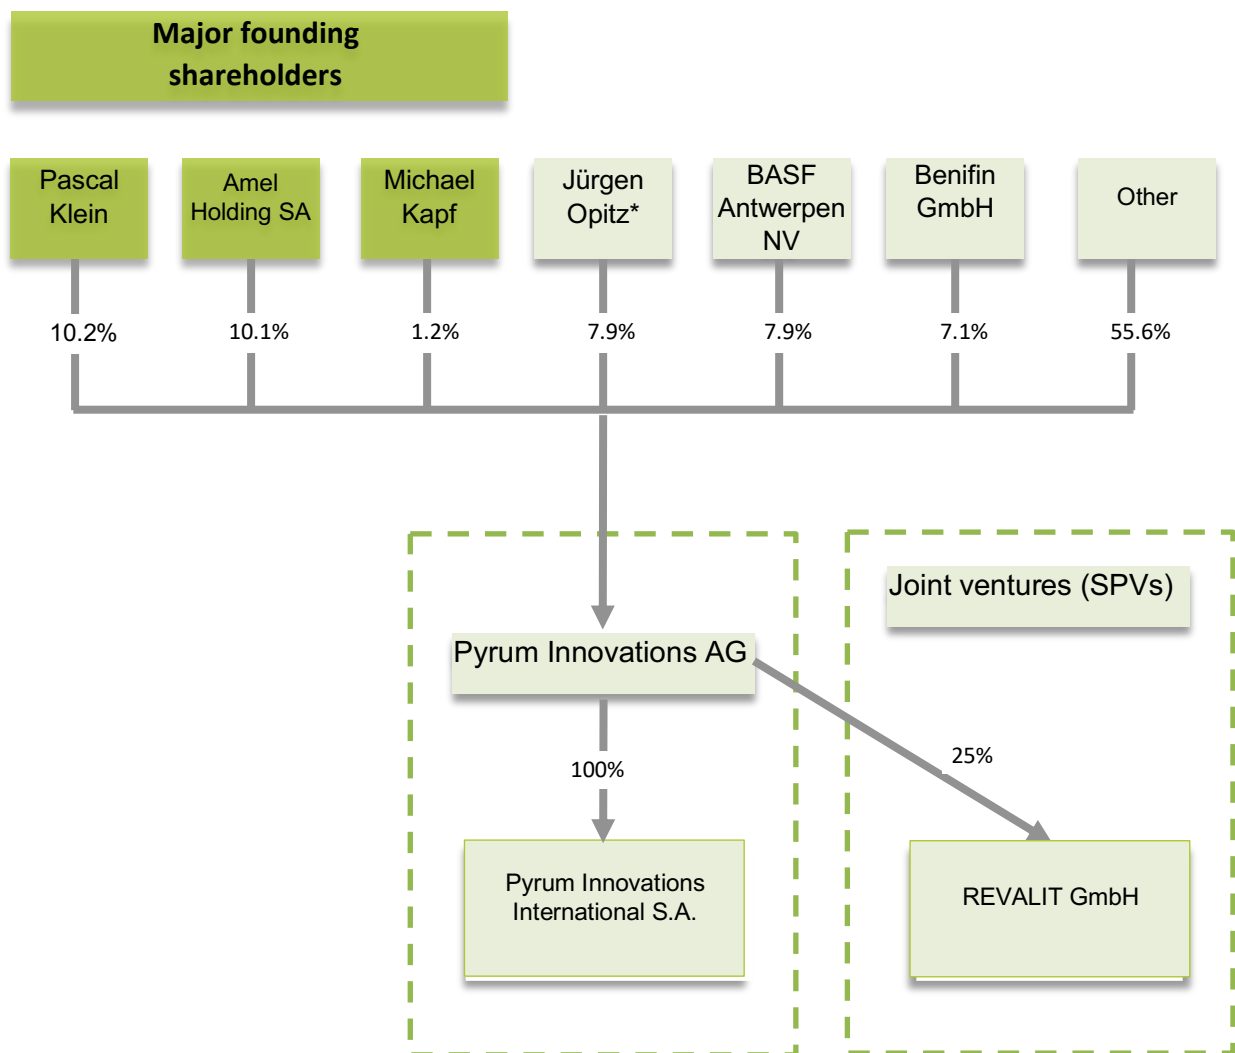 Major founding
shareholders
Pascal
Klein
Amel
Holding SA
Michael
Kapf
Jürgen
Opitz*
BASF
Antwerpen
NV
Benifin
GmbH
Other
10.2%
10.1%
1.2%
7.9%
7.9%
7.1%
55.6%
Joint ventures (SPVs)
Pyrum Innovations AG
100%
25%
Pyrum Innovations
International S.A.
REVALIT GmbH